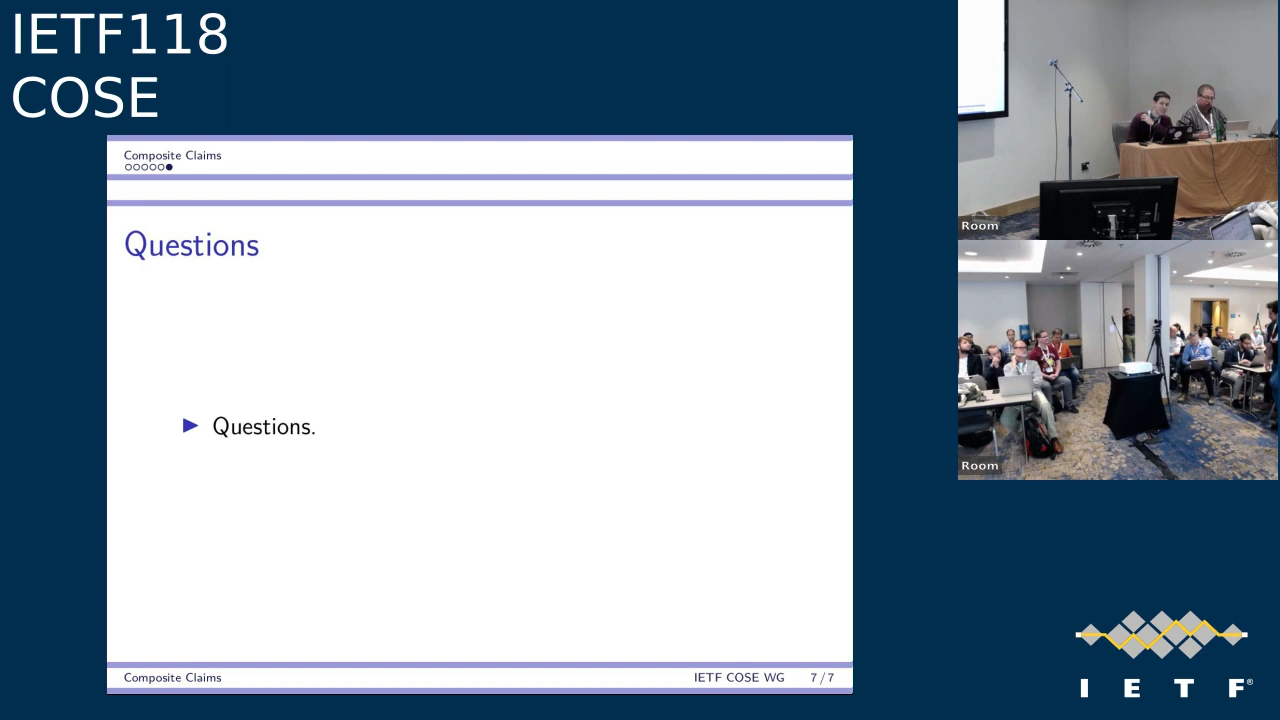 IETF118
COSE
Composite Claims
Questions
Questions.
Composite Claims
IETF COSE WG 7 / 7
Room
Room
I E T F®